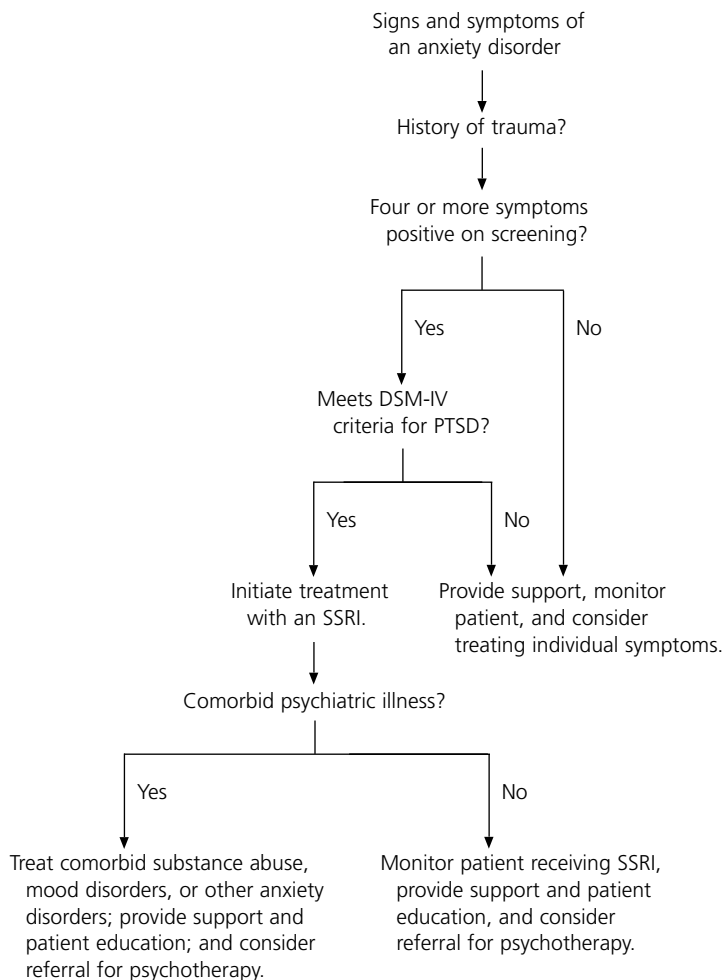 Signs and symptoms of
an anxiety disorder
History of trauma?
Four or more symptoms
positive on screening?
Yes
No
Meets DSM-IV
criteria for PTSD?
Yes
No
Initiate treatment
with an SSRI.
Provide support, monitor
patient, and consider
treating individual symptoms.
Comorbid psychiatric illness?
Yes
No
Treat comorbid substance abuse,
mood disorders, or other anxiety
disorders; provide support and
patient education; and consider
referral for psychotherapy.
Monitor patient receiving SSRI,
provide support and patient
education, and consider
referral for psychotherapy.